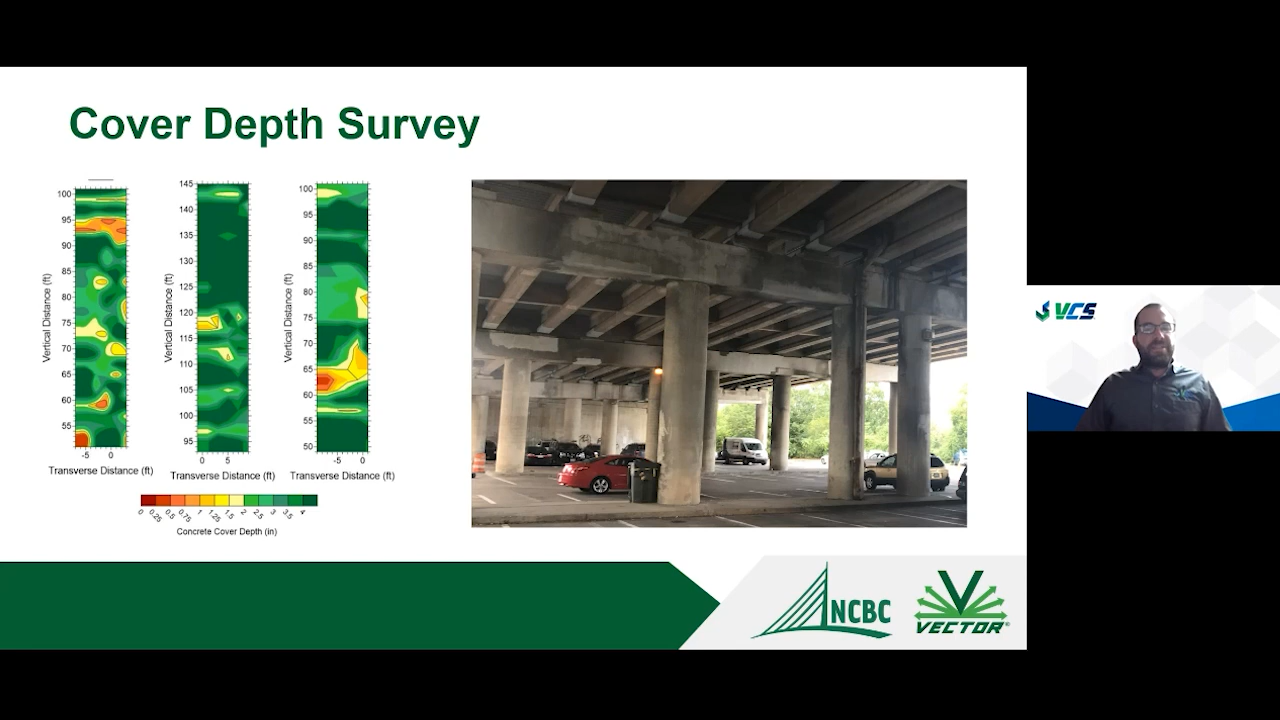 Cover Depth Survey
100
95
90
85
80
75
70
65
60
55
Vertical Distance (ft)
-5 0
Transverse Distance (ft)
145
140
135
130
125
120
115
110
105
100
95
Vertical Distance (ft)
0 5
Transverse Distance (ft)
100
95
90
85
80
75
70
65
60
55
50
Vertical Distance (ft)
-5 0
Transverse Distance (ft)
0 0.25 0.5 0.75 1 1.25 1.5 2 2.5 3 3.5 4
Concrete Cover Depth (in)
NCBC
VECTOR®
VCS